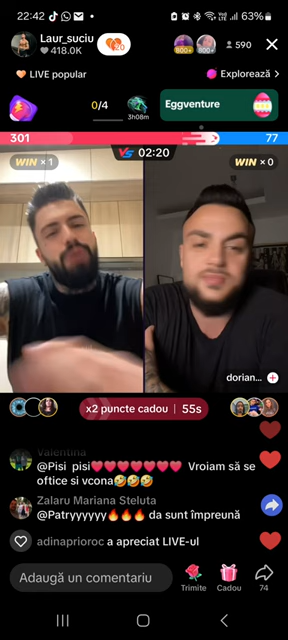 22:42
63%
Laur_suciu
418.0K
20
800+
800+
590
LIVE popular
Explorează >
0/4
3h08m
Eggventure
301
77
WIN x 1
VS 02:20
WIN x 0
dorian...
x2 puncte cadou | 55s
Valentina
@Pisi pisi❤❤❤❤❤❤❤ Vroiam să se
oftice si vcona🤣🤣🤣
Zalaru Mariana Steluta
@Patryyyyyy🔥🔥🔥 da sunt împreună
adinaprioroc a apreciat LIVE-ul
Adaugă un comentariu
Trimite
Cadou
74